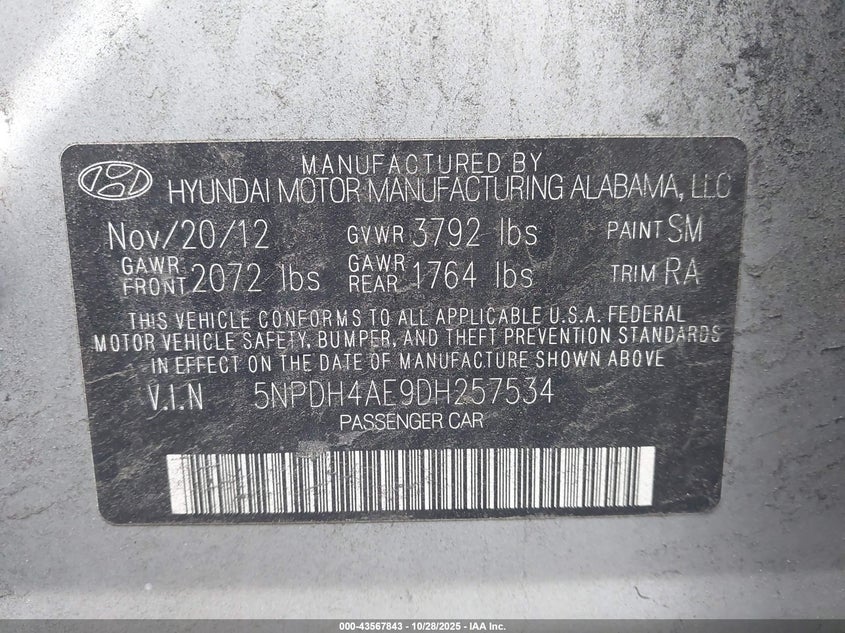 MANUFACTURED BY
HYUNDAI MOTOR MANUFACTURING ALABAMA, LLC
Nov/20/12 GVWR 3792 lbs PAINT SM
GAWR FRONT 2072 lbs GAWR REAR 1764 lbs TRIM RA
THIS VEHICLE CONFORMS TO ALL APPLICABLE U.S.A. FEDERAL
MOTOR VEHICLE SAFETY, BUMPER, AND THEFT PREVENTION STANDARDS
IN EFFECT ON THE DATE OF MANUFACTURE SHOWN ABOVE
V.I.N 5NPDH4AE9DH257534
PASSENGER CAR
000-43567843 | 10/28/2025 - IAA Inc.